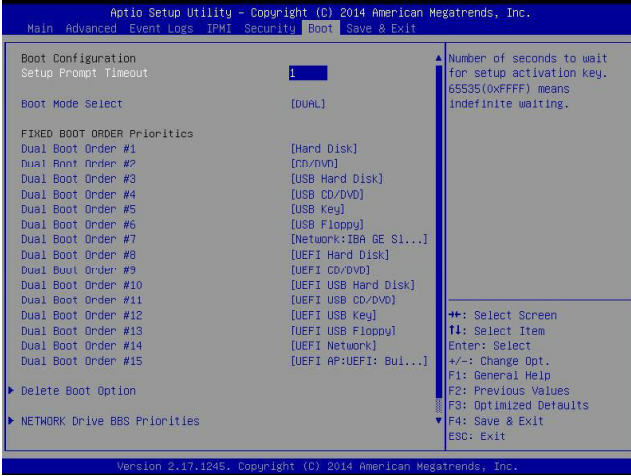 Aptio Setup Utility – Copyright (C) 2014 American Megatrends, Inc.
Main Advanced Event Logs IPMI Security Boot Save & Exit
Boot Configuration
Setup Prompt Timeout 1
Boot Mode Select [DUAL]
FIXED BOOT ORDER Priorities
Dual Boot Order #1 [Hard Disk]
Dual Boot Order #2 [CD/DVD]
Dual Boot Order #3 [USB Hard Disk]
Dual Boot Order #4 [USB CD/DVD]
Dual Boot Order #5 [USB Key]
Dual Boot Order #6 [USB Floppy]
Dual Boot Order #7 [Network:IBA GE Sl...]
Dual Boot Order #8 [UEFI Hard Disk]
Dual Boot Order #9 [UEFI CD/DVD]
Dual Boot Order #10 [UEFI USB Hard Disk]
Dual Boot Order #11 [UEFI USB CD/DVD]
Dual Boot Order #12 [UEFI USB Key]
Dual Boot Order #13 [UEFI USB Floppy]
Dual Boot Order #14 [UEFI Network]
Dual Boot Order #15 [UEFI AP:UEFI: Bui...]
Delete Boot Option
NETWORK Drive BBS Priorities
Number of seconds to wait
for setup activation key.
65535(0xFFFF) means
indefinite waiting.
→←: Select Screen
↑↓: Select Item
Enter: Select
+/-: Change Opt.
F1: General Help
F2: Previous Values
F3: Optimized Defaults
F4: Save & Exit
ESC: Exit
Version 2.17.1245. Copyright (C) 2014 American Megatrends, Inc.